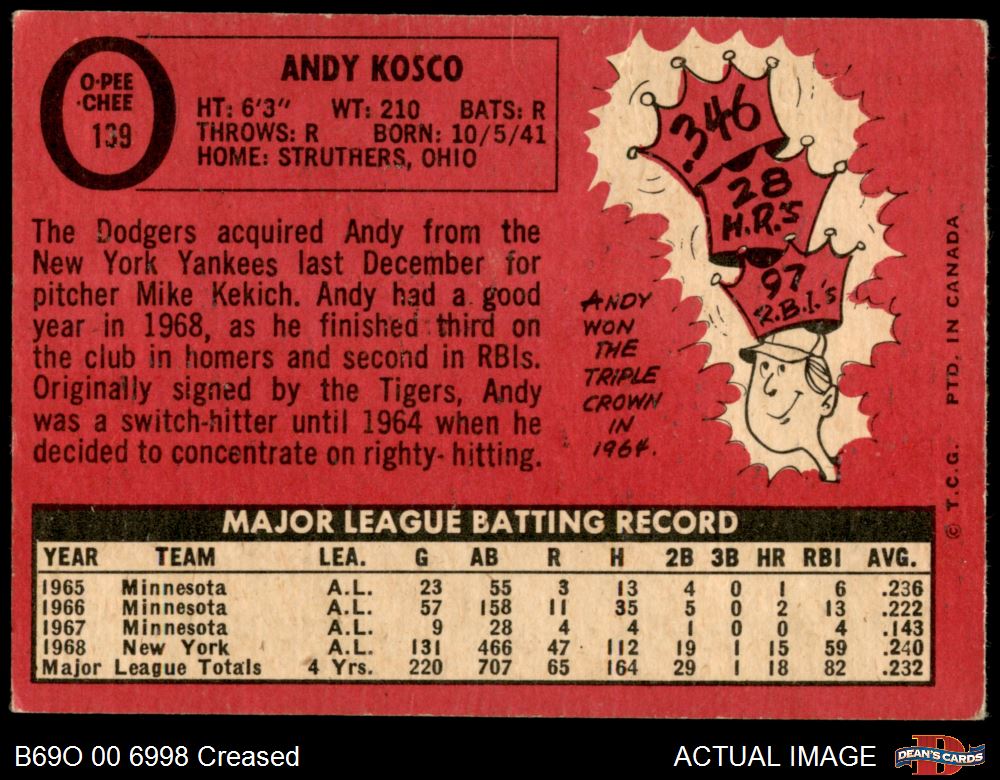 O·PEE
·CHEE
139
ANDY KOSCO
HT: 6'3" WT: 210 BATS: R
THROWS: R BORN: 10/5/41
HOME: STRUTHERS, OHIO
The Dodgers acquired Andy from the
New York Yankees last December for
pitcher Mike Kekich. Andy had a good
year in 1968, as he finished third on
the club in homers and second in RBIs.
Originally signed by the Tigers, Andy
was a switch-hitter until 1964 when he
decided to concentrate on righty- hitting.
.346
28
H.R.'S
97
R.B.I.'s
ANDY
WON
THE
TRIPLE
CROWN
IN
1964.
© T.C.G. PTD. IN CANADA
MAJOR LEAGUE BATTING RECORD
YEAR TEAM LEA. G AB R H 2B 3B HR RBI AVG.
1965 Minnesota A.L. 23 55 3 13 4 0 1 6 .236
1966 Minnesota A.L. 57 158 11 35 5 0 2 13 .222
1967 Minnesota A.L. 9 28 4 4 1 0 0 4 .143
1968 New York A.L. 131 466 47 112 19 1 15 59 .240
Major League Totals 4 Yrs. 220 707 65 164 29 1 18 82 .232
B69O 00 6998 Creased
ACTUAL IMAGE
DEAN'S CARDS